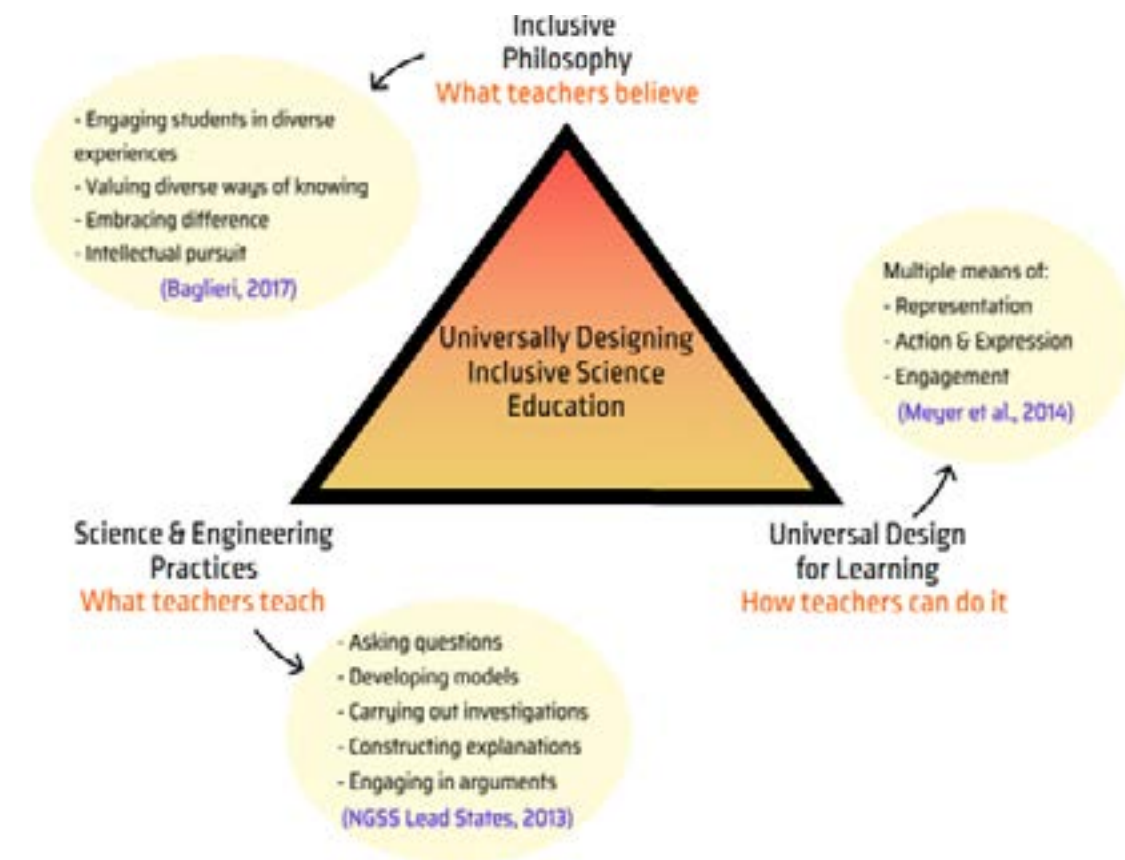 Inclusive
Philosophy
What teachers believe
- Engaging students in diverse
experiences
- Valuing diverse ways of knowing
- Embracing difference
- Intellectual pursuit
(Baglieri, 2017)
Universally Designing
Inclusive Science
Education
Multiple means of:
- Representation
- Action & Expression
- Engagement
(Meyer et al., 2014)
Science & Engineering
Practices
What teachers teach
Universal Design
for Learning
How teachers can do it
- Asking questions
- Developing models
- Carrying out investigations
- Constructing explanations
- Engaging in arguments
(NGSS Lead States, 2013)